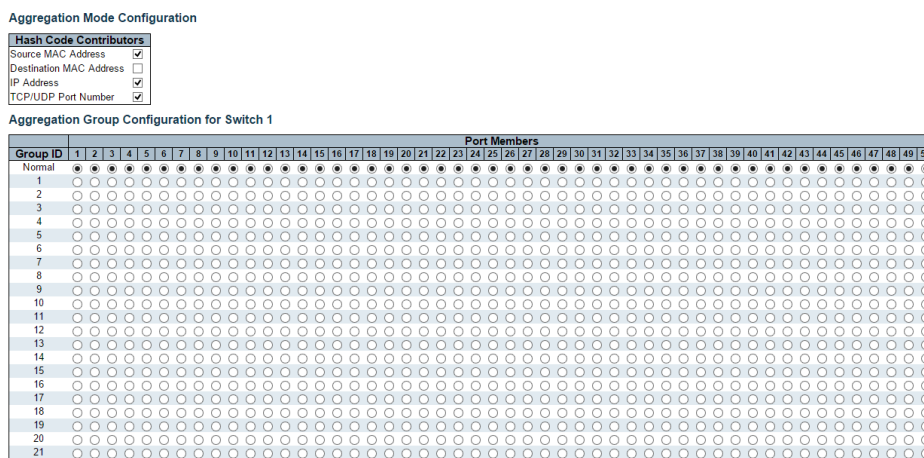 Aggregation Mode Configuration
Hash Code Contributors
Source MAC Address
Destination MAC Address
IP Address
TCP/UDP Port Number
Aggregation Group Configuration for Switch 1
Port Members
Group ID 1 2 3 4 5 6 7 8 9 10 11 12 13 14 15 16 17 18 19 20 21 22 23 24 25 26 27 28 29 30 31 32 33 34 35 36 37 38 39 40 41 42 43 44 45 46 47 48 49
Normal
1
2
3
4
5
6
7
8
9
10
11
12
13
14
15
16
17
18
19
20
21